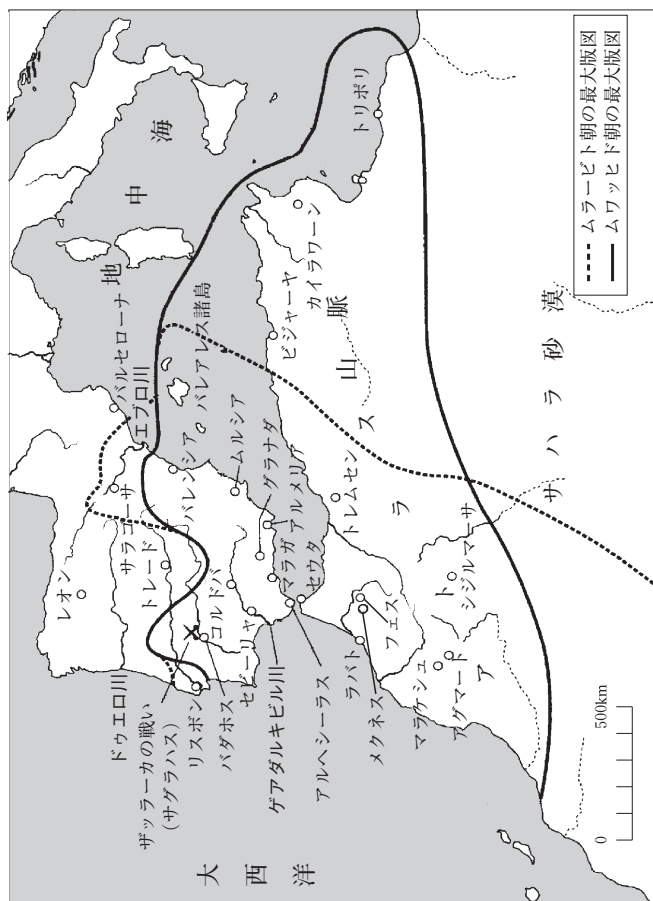 ムラービト朝の最大版図
ムワッヒド朝の最大版図
大西洋
地中海
サハラ砂漠
アトラス山脈
ドゥエロ川
ザッラーカの戦い
(サグラハス)
リスボン
バダホス
ゲアダルキビル川
アルヘシーラス
レオン
サラゴーサ
トレード
コルドバ
セビーリャ
エブロ川
バルセローナ
バレンシア
バレアレス諸島
ムルシア
グラナダ
アルメリア
マラガ
セウタ
ラバト
メクネス
フェス
マラケシュ
アグマート
シジルマーサ
トレムセン
ビジャーヤ
カイラワーン
トリポリ
0 500km